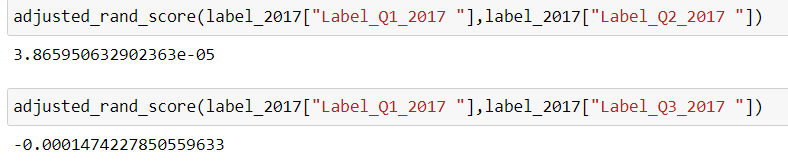 adjusted_rand_score(label_2017["Label_Q1_2017 "],label_2017["Label_Q2_2017 "])
3.865950632902363e-05
adjusted_rand_score(label_2017["Label_Q1_2017 "],label_2017["Label_Q3_2017 "])
-0.0001474227850559633